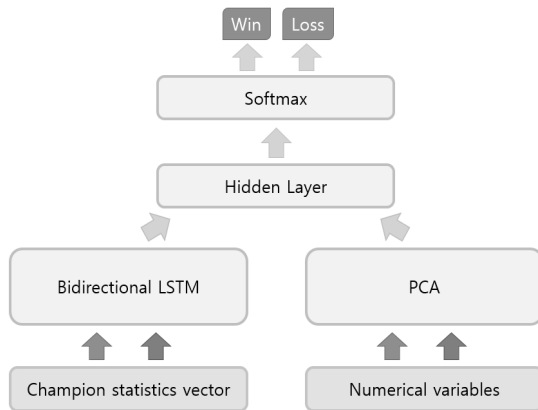 Win Loss
Softmax
Hidden Layer
Bidirectional LSTM
PCA
Champion statistics vector
Numerical variables